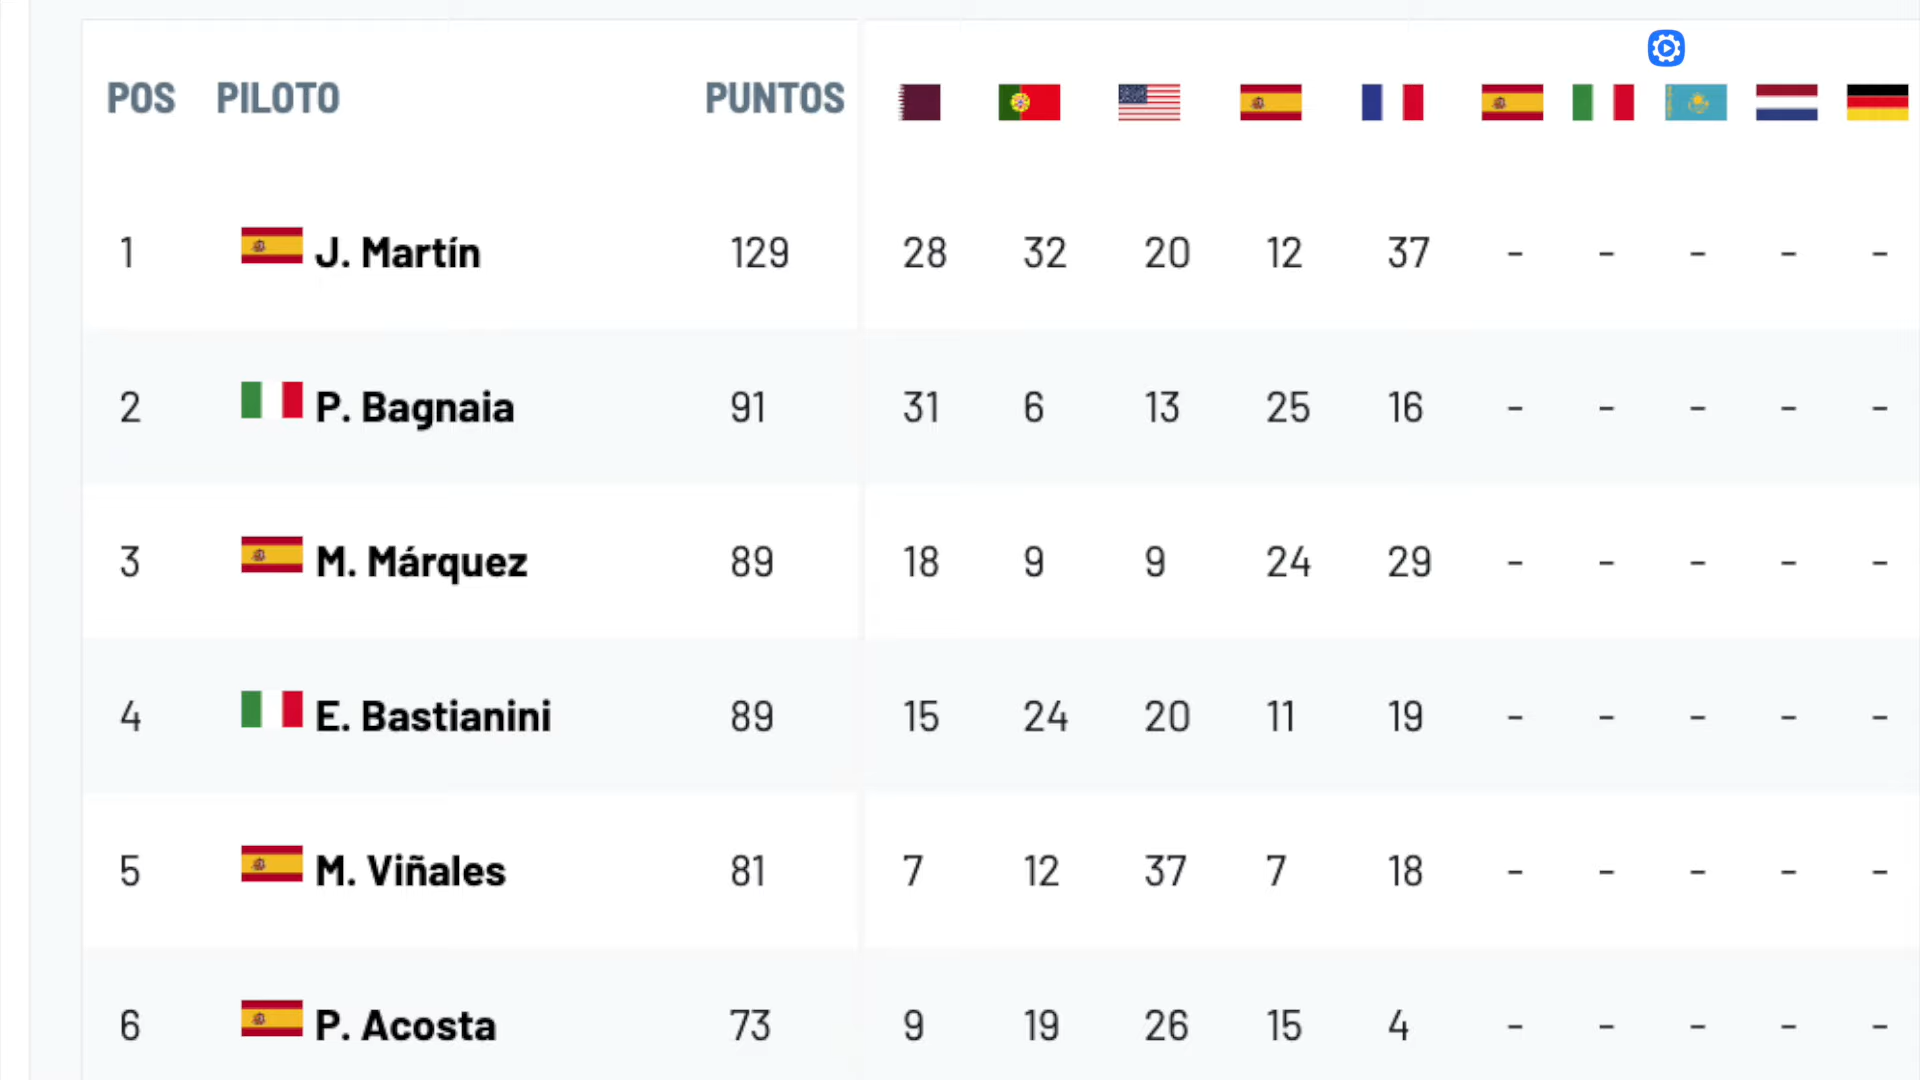 POS PILOTO PUNTOS
1 J. Martín 129 28 32 20 12 37 - - - - -
2 P. Bagnaia 91 31 6 13 25 16 - - - - -
3 M. Márquez 89 18 9 9 24 29 - - - - -
4 E. Bastianini 89 15 24 20 11 19 - - - - -
5 M. Viñales 81 7 12 37 7 18 - - - - -
6 P. Acosta 73 9 19 26 15 4 - - - - -